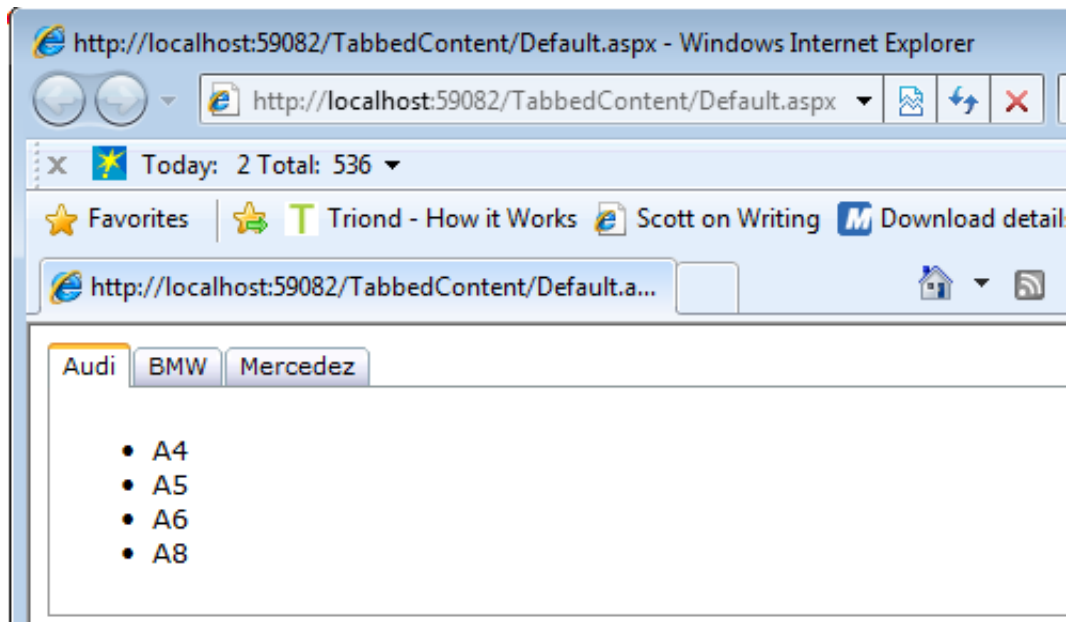 http://localhost:59082/TabbedContent/Default.aspx - Windows Internet Explorer
http://localhost:59082/TabbedContent/Default.aspx
x Today: 2 Total: 536
Favorites T Triond - How it Works Scott on Writing M Download details
http://localhost:59082/TabbedContent/Default.a...
Audi BMW Mercedez
• A4
• A5
• A6
• A8